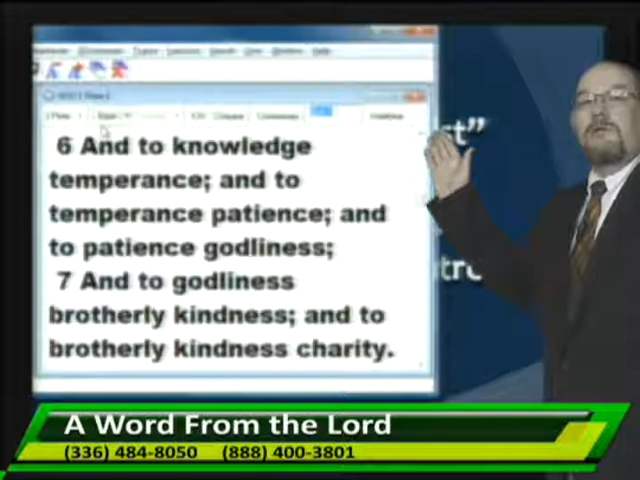 6 And to knowledge
temperance; and to
temperance patience; and
to patience godliness;
7 And to godliness
brotherly kindness; and to
brotherly kindness charity.
A Word From the Lord
(336) 484-8050 (888) 400-3801